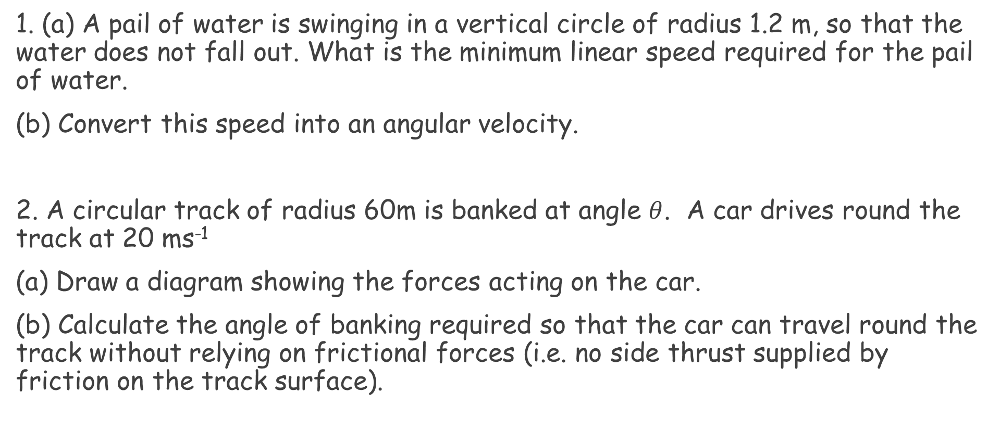 1. (a) A pail of water is swinging in a vertical circle of radius 1.2 m, so that the
water does not fall out. What is the minimum linear speed required for the pail
of water.
(b) Convert this speed into an angular velocity.
2. A circular track of radius 60m is banked at angle θ. A car drives round the
track at 20 ms⁻¹
(a) Draw a diagram showing the forces acting on the car.
(b) Calculate the angle of banking required so that the car can travel round the
track without relying on frictional forces (i.e. no side thrust supplied by
friction on the track surface).